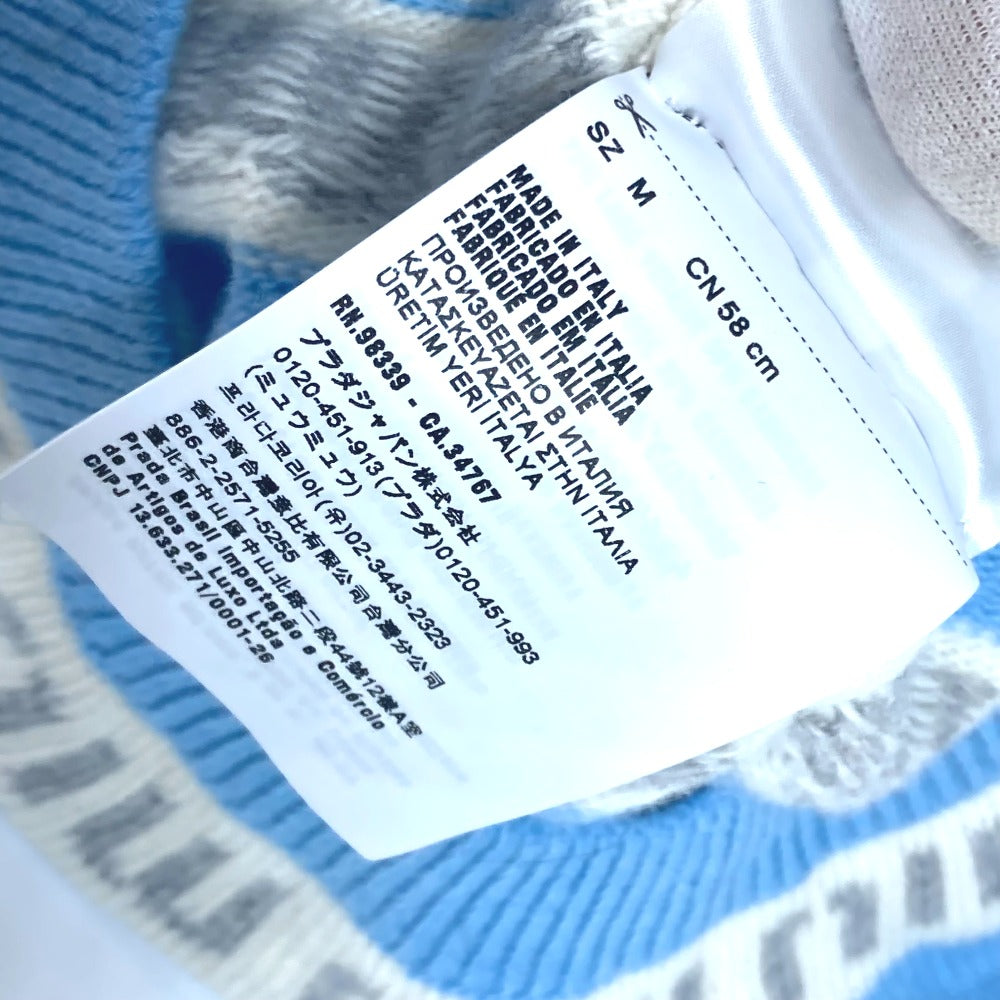 SZ M CN 58 cm
MADE IN ITALY
FABRICADO EN ITALIA
FABRICADO EM ITALIA
FABRIQUÉ EN ITALIE
ПРОИЗВЕДЕНО В ИТАЛИЯ
ΚΑΤΑΣΚΕΥΑΖΕΤΑΙ ΣΤΗΝ ΙΤΑΛΙΑ
ÜRETIM YERI ITALYA
RN.98339 - CA.34767
プラダジャパン株式会社
0120-451-913(プラダ)0120-451-993
(ミュウミュウ)
프라다코리아(유)02-3443-2323
香港商台灣普比有限公司台灣分公司
886-2-2571-5255
臺北市中山區中山北路二段44號12樓A室
Prada Brasil Importação e Comércio
de Artigos de Luxo Ltda
CNPJ 13.633.271/0001-26